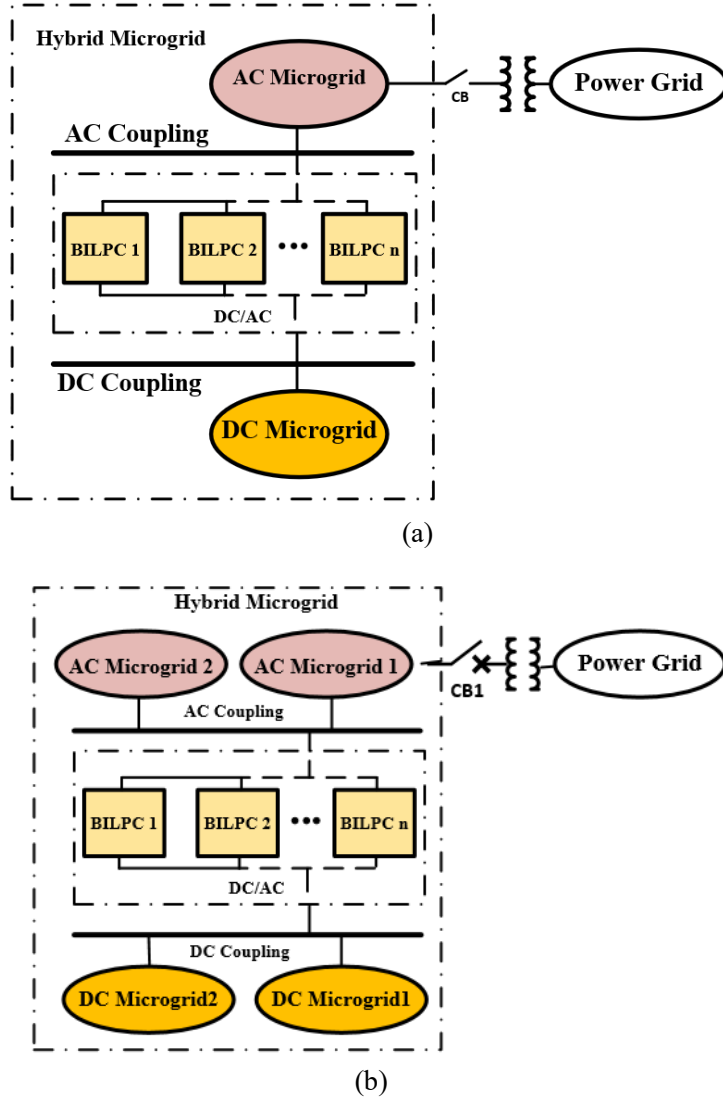 Hybrid Microgrid
AC Microgrid
CB
Power Grid
AC Coupling
BILPC 1
BILPC 2
•••
BILPC n
DC/AC
DC Coupling
DC Microgrid
(a)
Hybrid Microgrid
AC Microgrid 2
AC Microgrid 1
CB1
Power Grid
AC Coupling
BILPC 1
BILPC 2
•••
BILPC n
DC/AC
DC Coupling
DC Microgrid2
DC Microgrid1
(b)